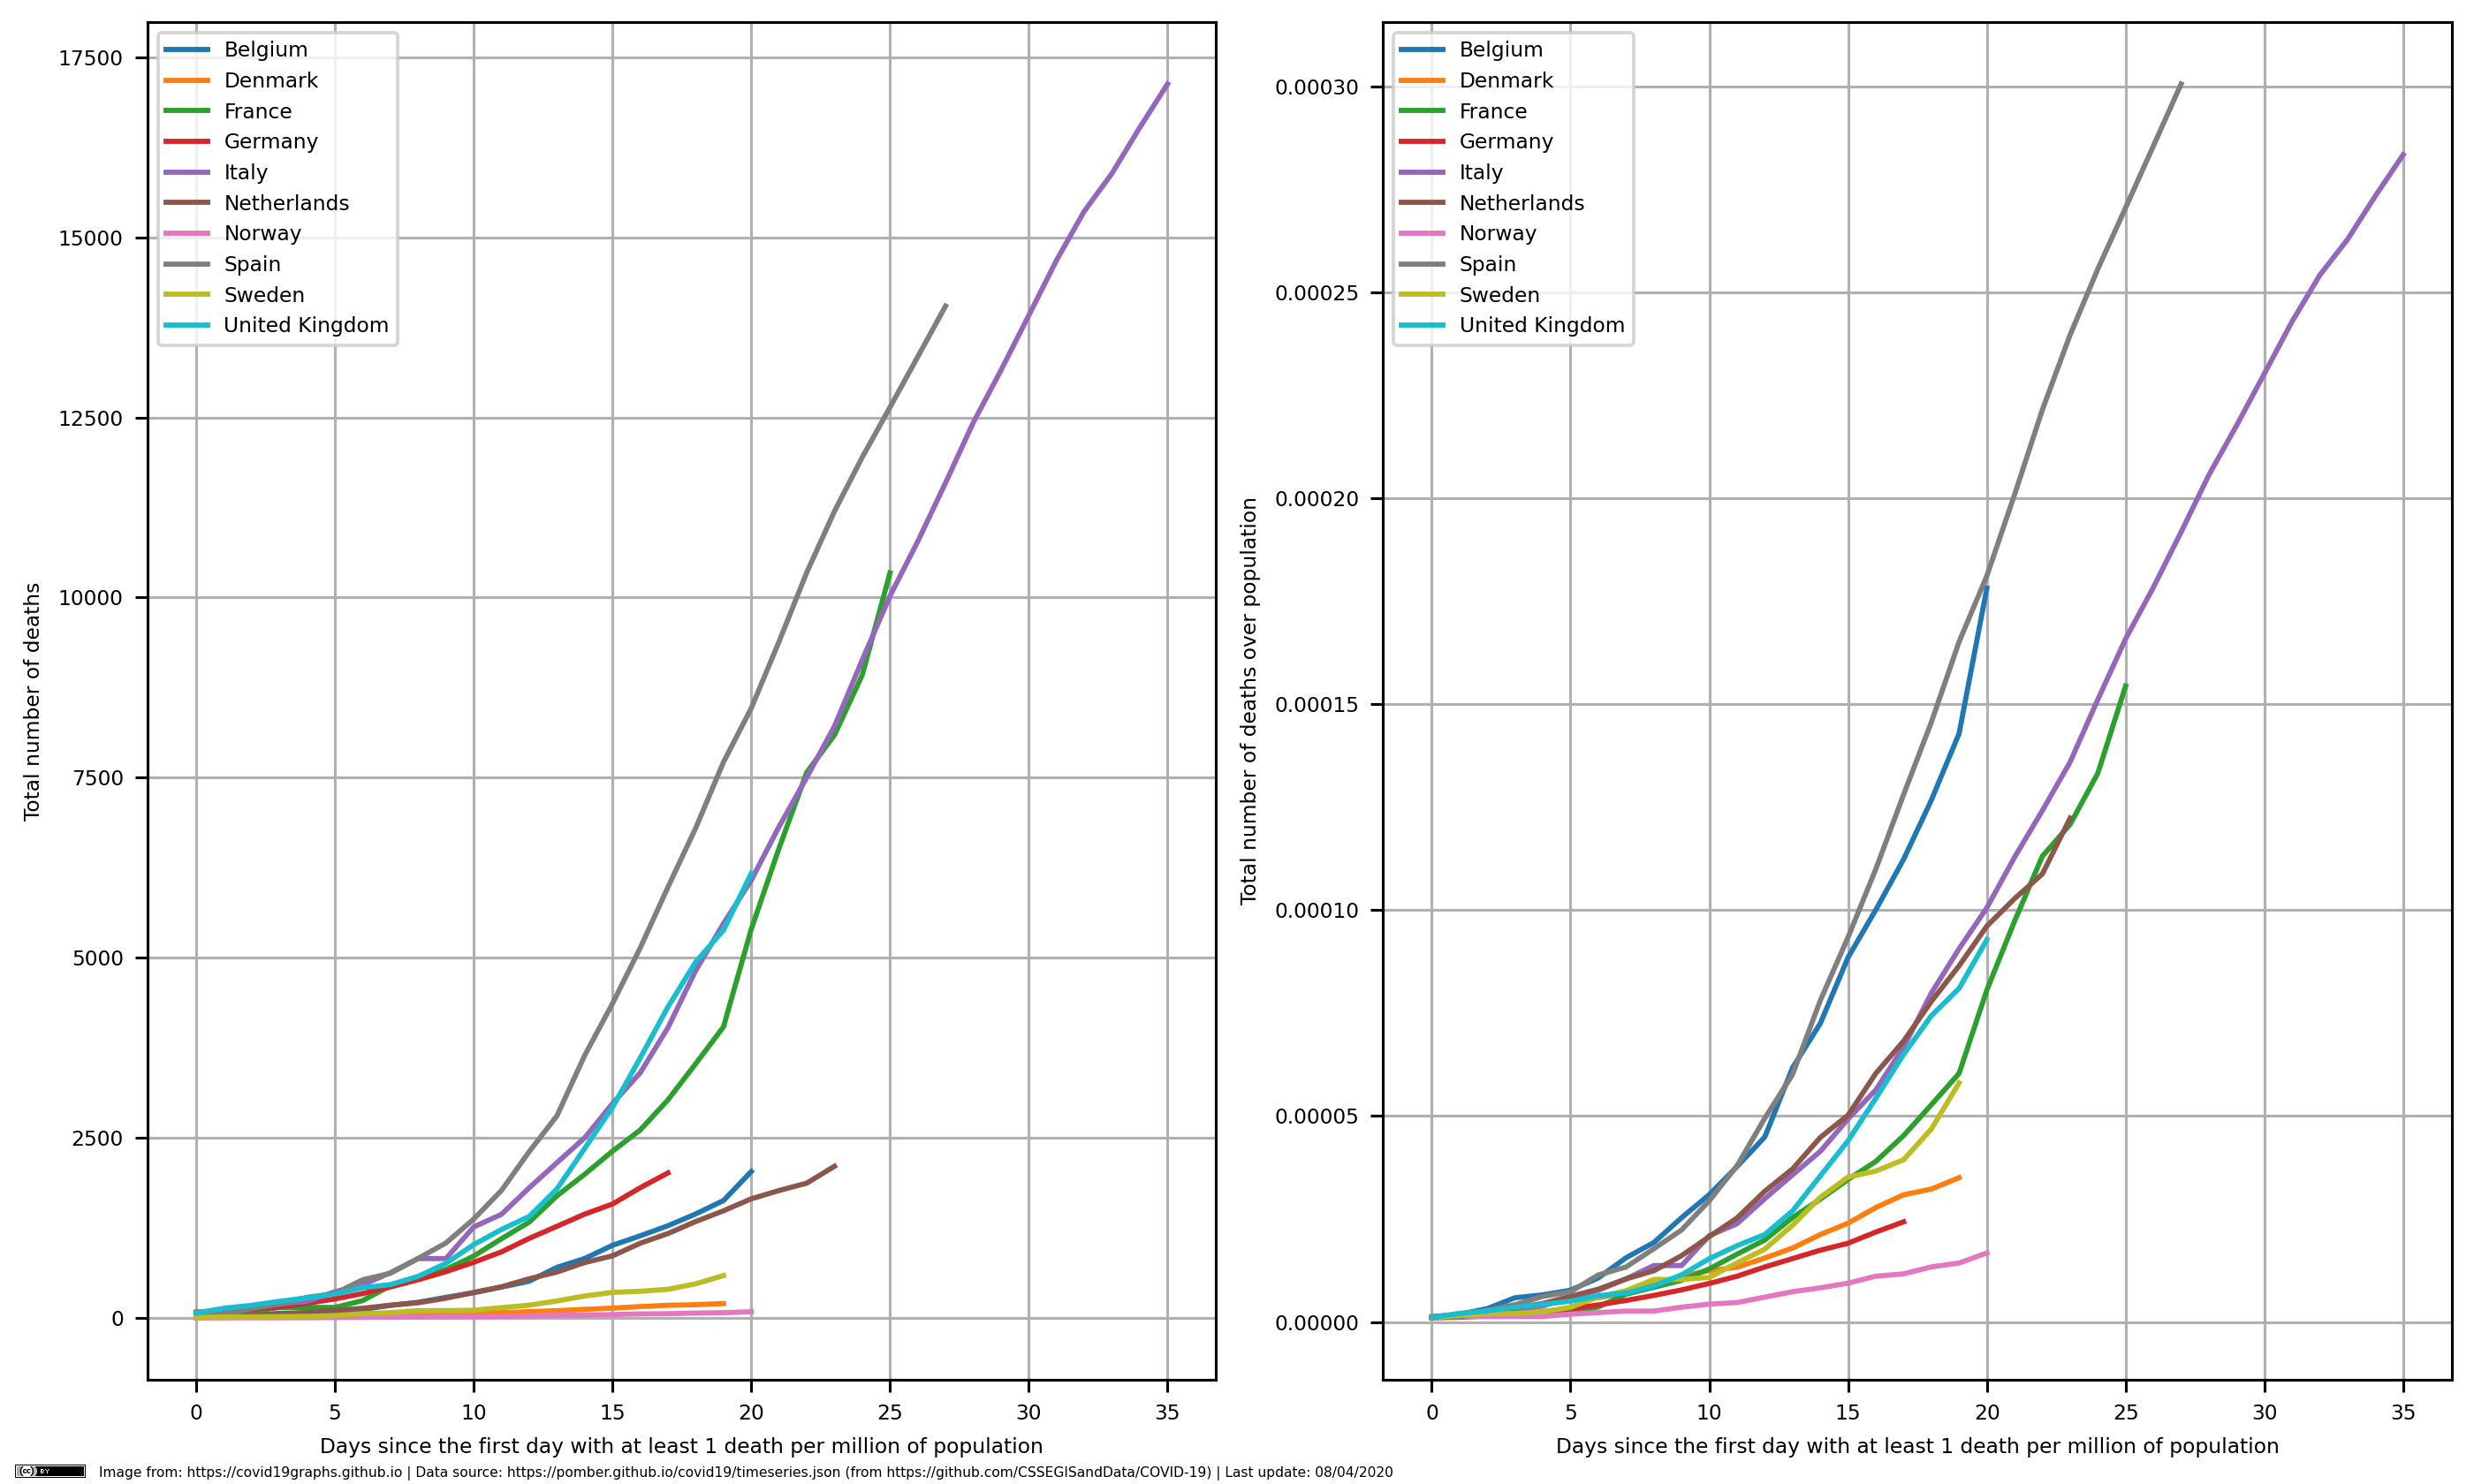 Total number of deaths
17500
15000
12500
10000
7500
5000
2500
0
Belgium
Denmark
France
Germany
Italy
Netherlands
Norway
Spain
Sweden
United Kingdom
0 5 10 15 20 25 30 35
Days since the first day with at least 1 death per million of population
Total number of deaths over population
0.00030
0.00025
0.00020
0.00015
0.00010
0.00005
0.00000
Belgium
Denmark
France
Germany
Italy
Netherlands
Norway
Spain
Sweden
United Kingdom
0 5 10 15 20 25 30 35
Days since the first day with at least 1 death per million of population
(cc) BY
Image from: https://covid19graphs.github.io | Data source: https://pomber.github.io/covid19/timeseries.json (from https://github.com/CSSEGISandData/COVID-19) | Last update: 08/04/2020